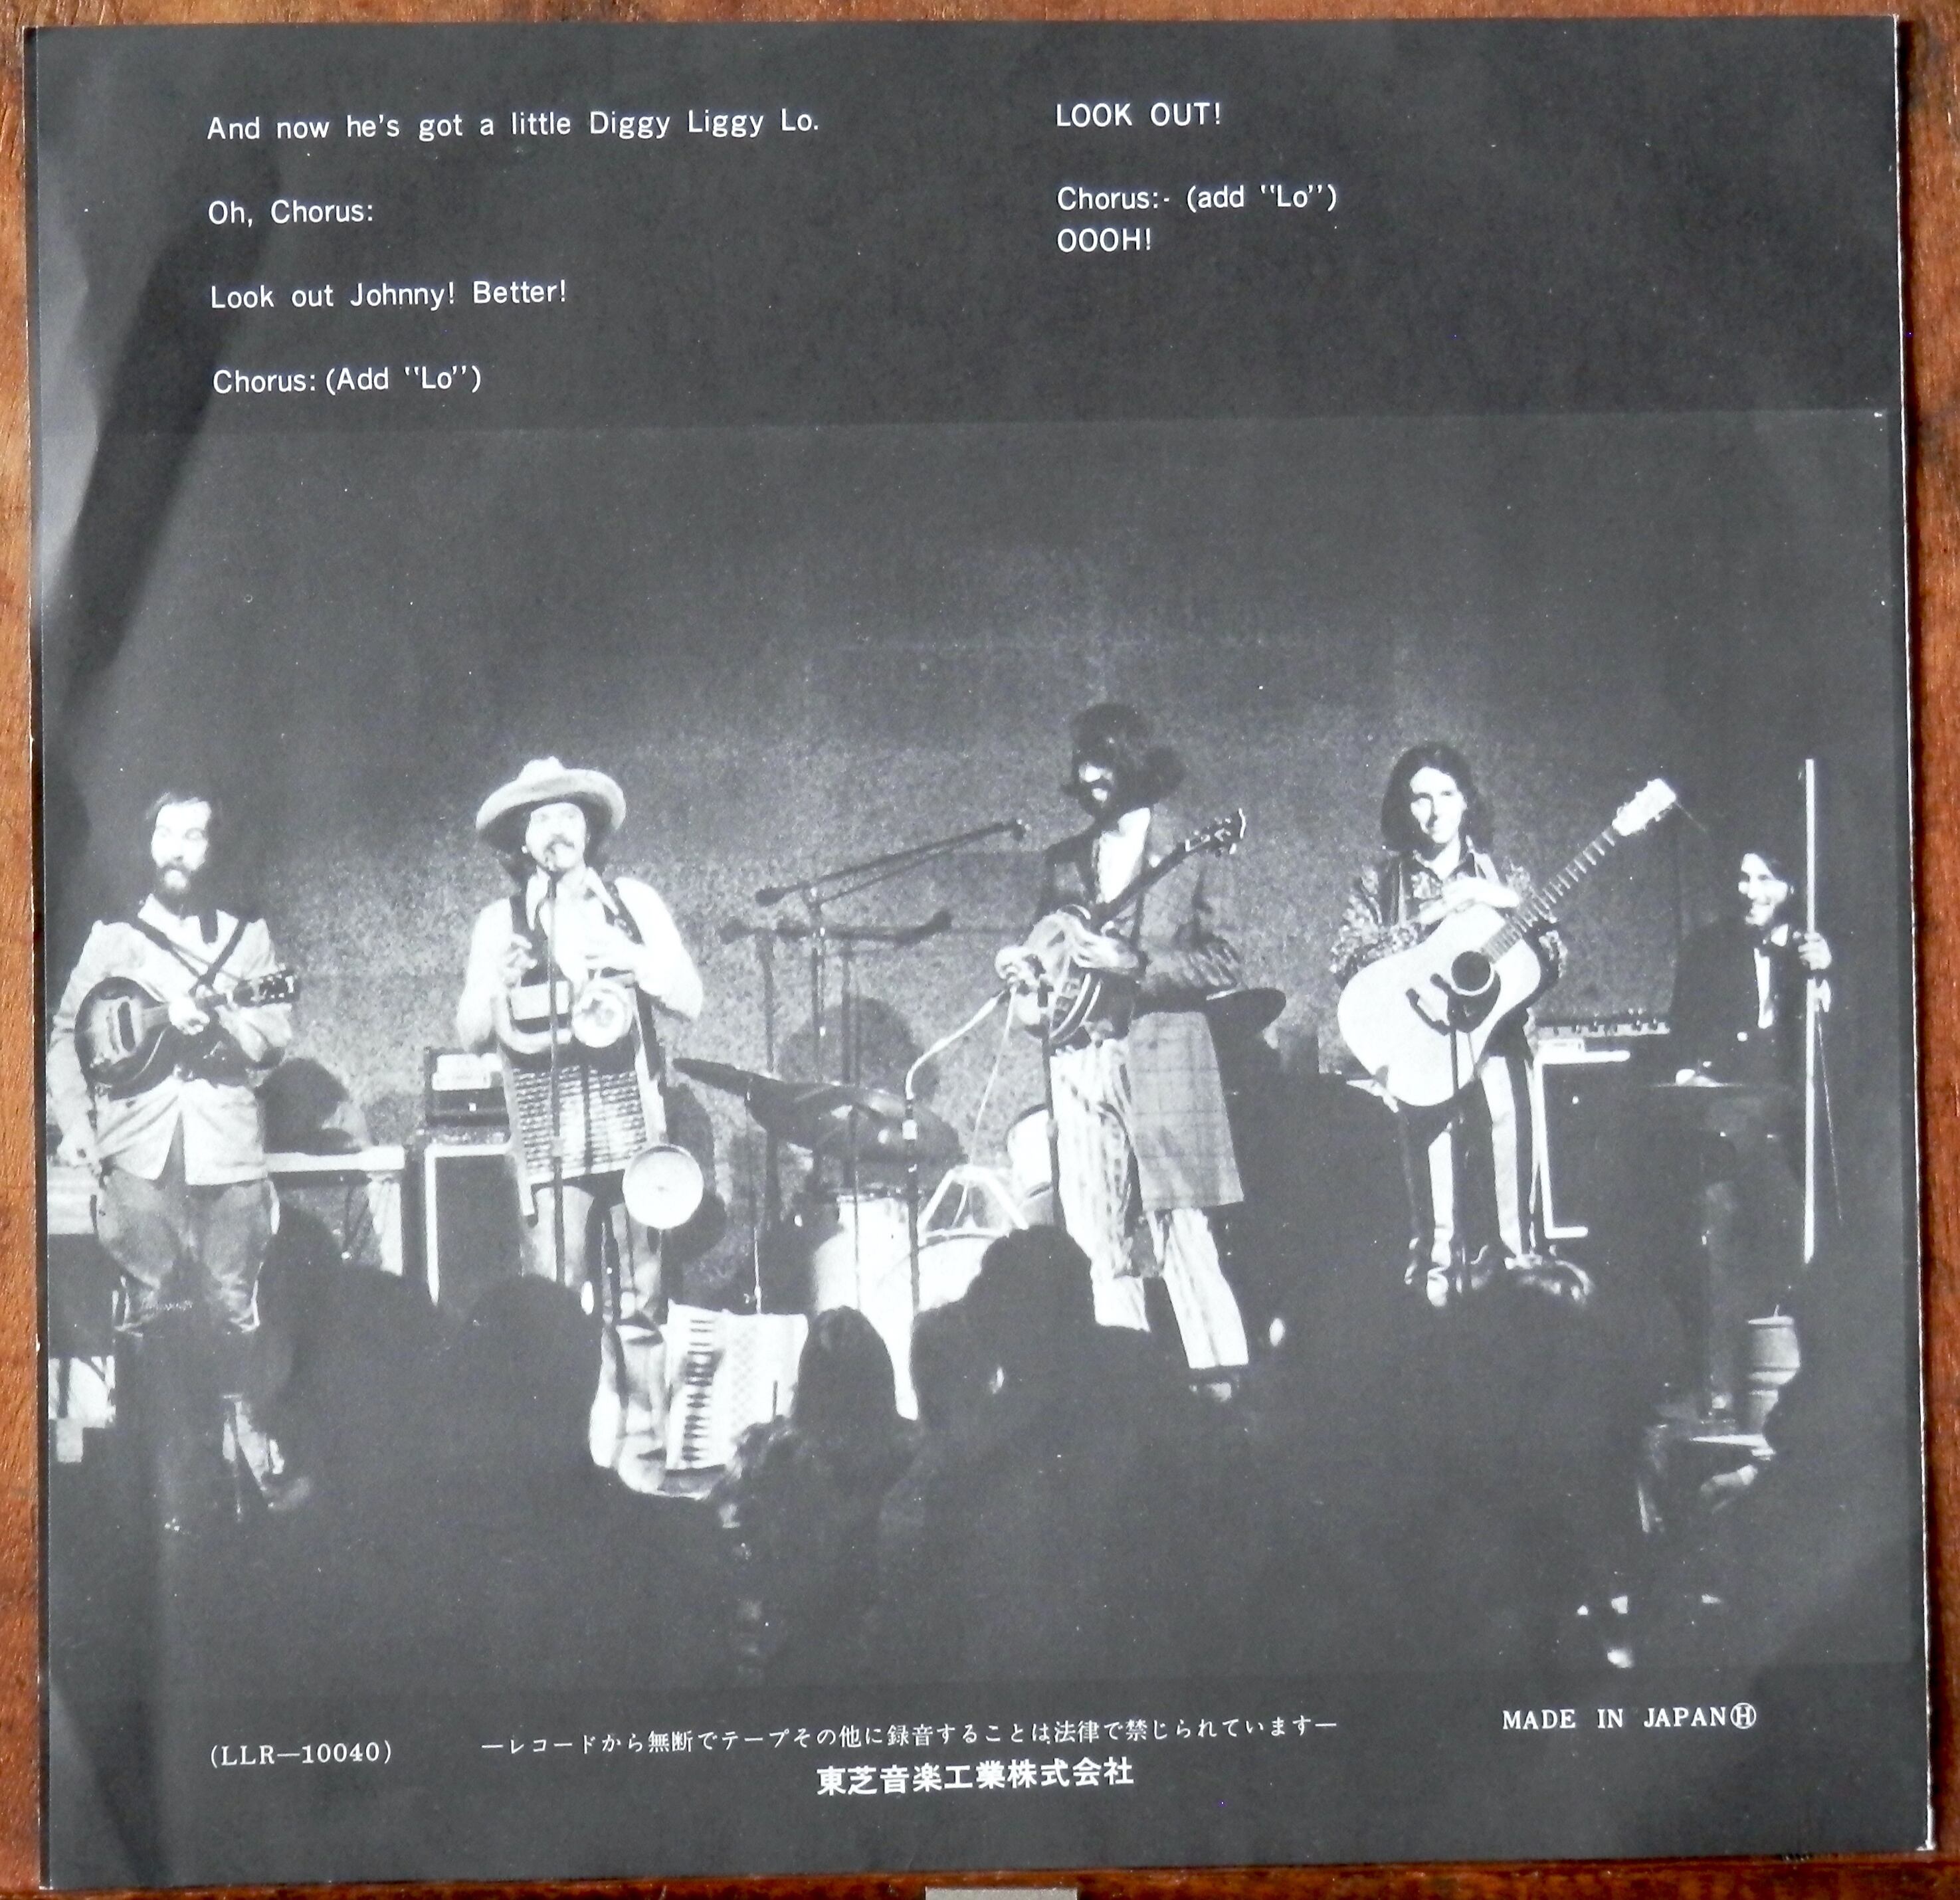 And now he's got a little Diggy Liggy Lo.
Oh, Chorus:
Look out Johnny! Better!
Chorus: (Add "Lo")
LOOK OUT!
Chorus:- (add "Lo")
OOOH!
(LLR—10040)
—レコードから無断でテープその他に録音することは法律で禁じられています—
東芝音楽工業株式会社
MADE IN JAPANⒽ